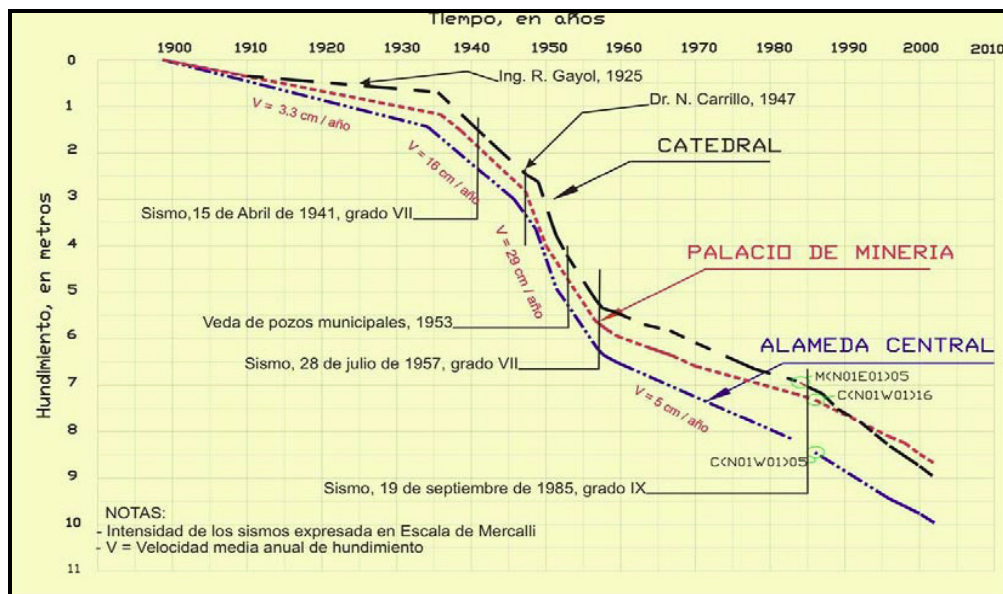 Tiempo, en años
1900 1910 1920 1930 1940 1950 1960 1970 1980 1990 2000 2010
Hundimiento, en metros
0
1
2
3
4
5
6
7
8
9
10
11
Ing. R. Gayol, 1925
Dr. N. Carrillo, 1947
V = 3.3 cm / año
CATEDRAL
V = 16 cm / año
Sismo,15 de Abril de 1941, grado VII
V = 29 cm / año
PALACIO DE MINERIA
Veda de pozos municipales, 1953
ALAMEDA CENTRAL
Sismo, 28 de julio de 1957, grado VII
M(N01E01)05
C(N01W01)16
V = 5 cm / año
C(N01W01)05
Sismo, 19 de septiembre de 1985, grado IX
NOTAS:
- Intensidad de los sismos expresada en Escala de Mercalli
- V = Velocidad media anual de hundimiento